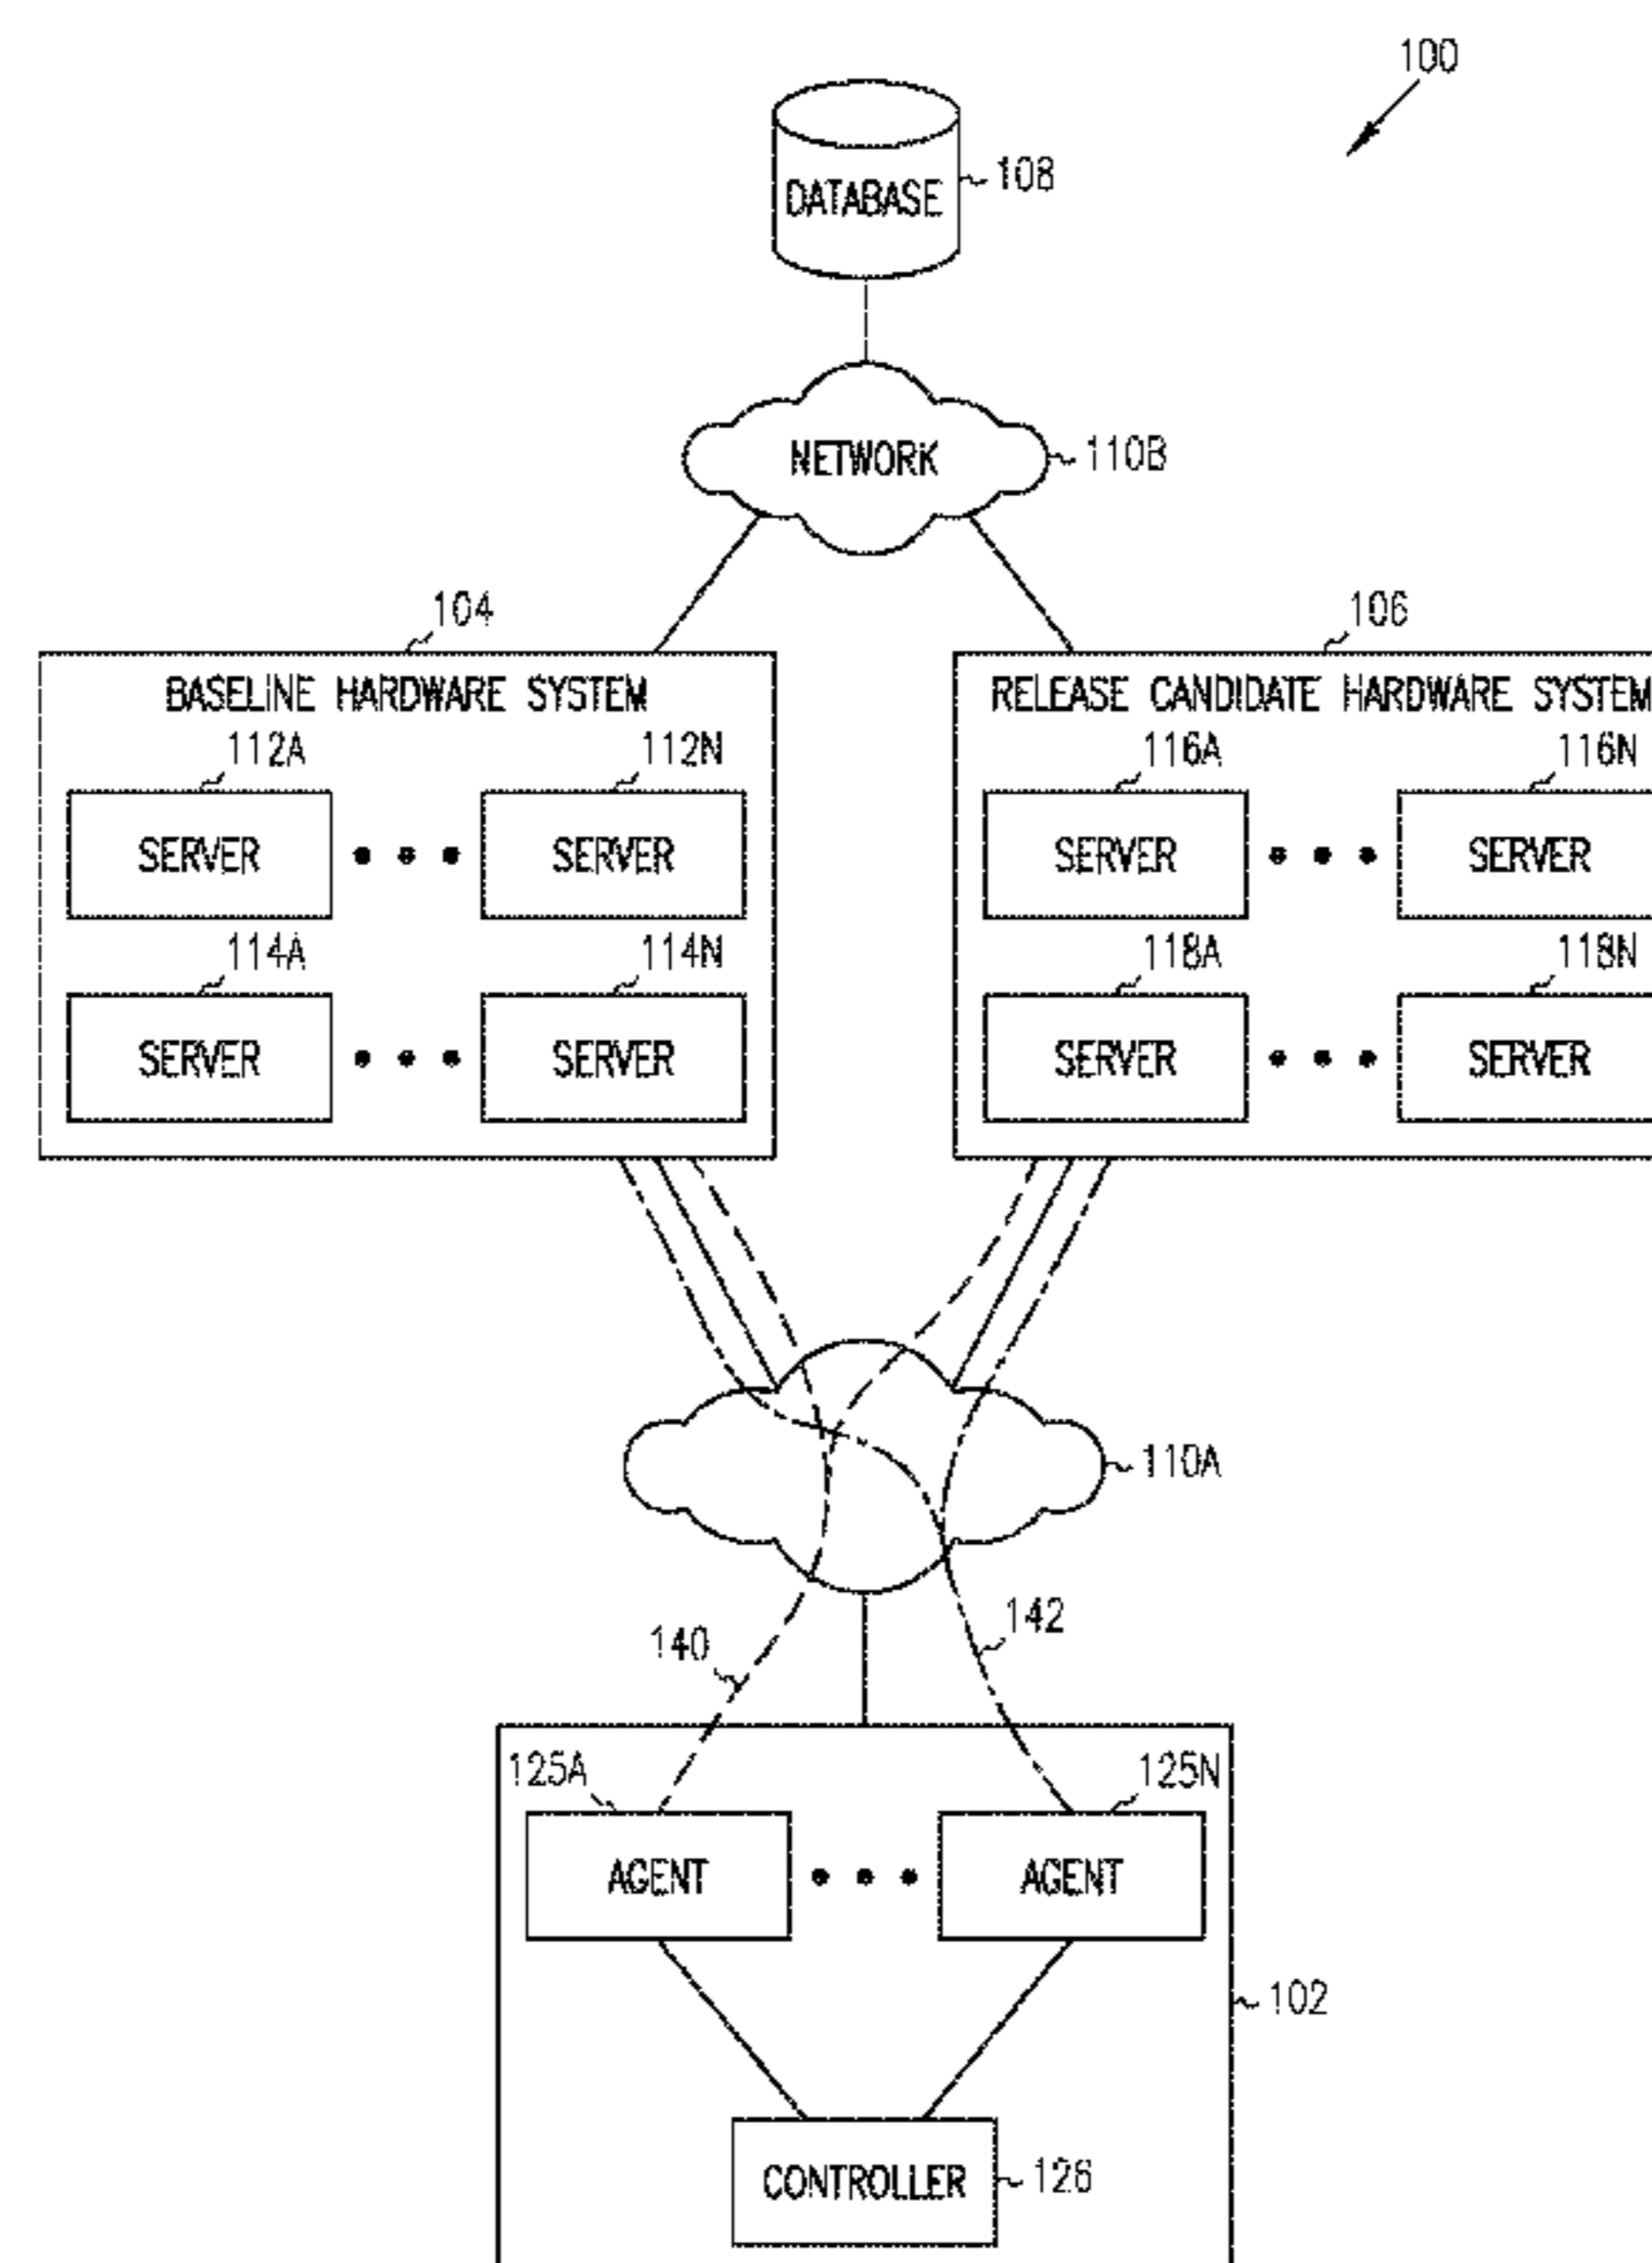 100
DATABASE
108
NETWORK
110B
104
106
BASELINE HARDWARE SYSTEM
RELEASE CANDIDATE HARDWARE SYSTEM
112A
112N
116A
116N
SERVER
SERVER
SERVER
SERVER
114A
114N
118A
118N
SERVER
SERVER
SERVER
SERVER
110A
140
142
125A
125N
AGENT
AGENT
102
CONTROLLER
126